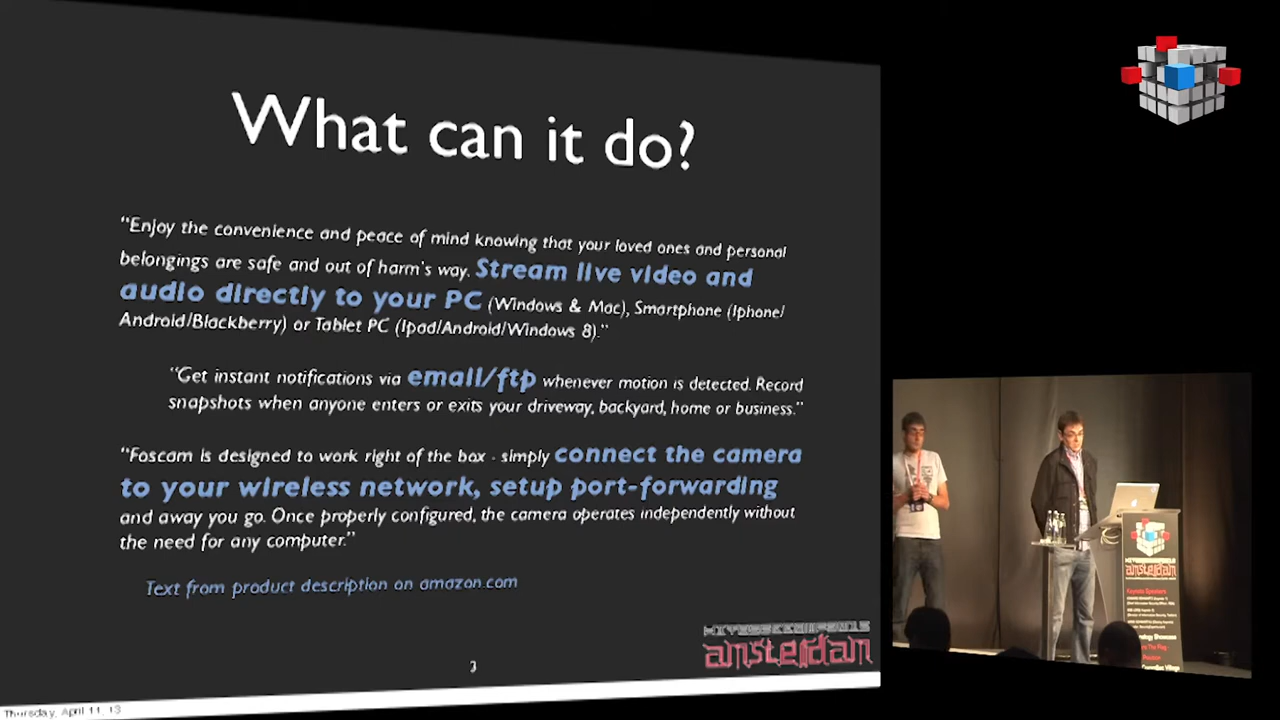 What can it do?
"Enjoy the convenience and peace of mind knowing that your loved ones and personal
belongings are safe and out of harm's way. Stream live video and
audio directly to your PC (Windows & Mac), Smartphone (Iphone/
Android/Blackberry) or Tablet PC (Ipad/Android/Windows 8)."
"Get instant notifications via email/ftp whenever motion is detected. Record
snapshots when anyone enters or exits your driveway, backyard, home or business."
"Foscam is designed to work right of the box - simply connect the camera
to your wireless network, setup port-forwarding
and away you go. Once properly configured, the camera operates independently without
the need for any computer."
Text from product description on amazon.com
amsterdam
3
Thursday, April 11, 13
amsterdam
Keynote Speakers